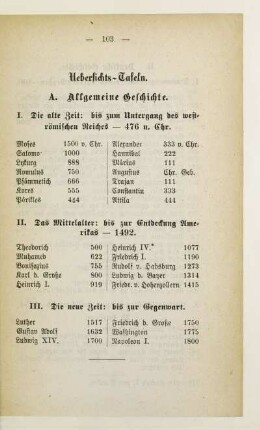 — 103 —
Uebersichts-Tafeln.
A. Allgemeine Geschichte.
I. Die alte Zeit: bis zum Untergang des west-
römischen Reiches — 476 n. Chr.
Moses 1500 v. Chr.
Salomo 1000
Lykurg 888
Romulus 750
Psammetich 666
Kores 555
Perikles 444
Alexander 333 v. Chr.
Hannibal 222
Marius 111
Augustus Chr. Geb.
Trajan 111
Constantin 333
Attila 444
II. Das Mittelalter: bis zur Entdeckung Ame-
rikas — 1492.
Theodorich 500
Muhamed 622
Bonifazius 755
Karl d. Große 800
Heinrich I. 919
Heinrich IV.* 1077
Friedrich I. 1190
Rudolf v. Habsburg 1273
Ludwig d. Bayer 1314
Friedr. v. Hohenzollern 1415
III. Die neue Zeit: bis zur Gegenwart.
Luther 1517
Gustav Adolf 1632
Ludwig XIV. 1700
Friedrich d. Große 1750
Washington 1775
Napoleon I. 1800